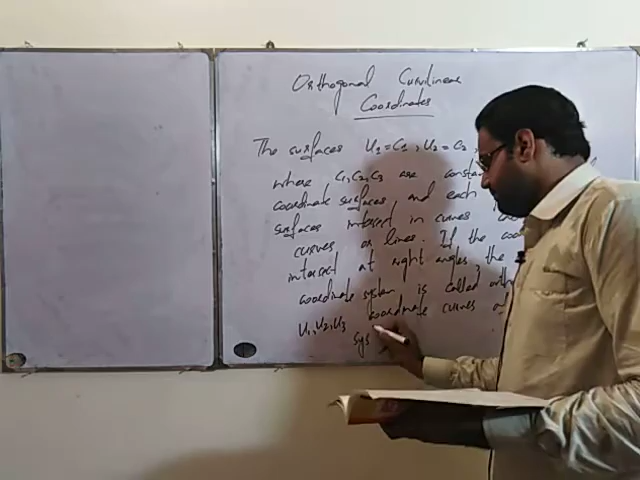 Orthogonal Curvilinear
Coordinates
The surfaces U1 = C1, U2 = C2,
where C1, C2, C3 are constan
coordinate surfaces and each
surfaces intersect in curves
curves or lines. If the coo
intersect at right angles, the
coordinate system is called orth
U1, U2, U3 coordinate curves
sys